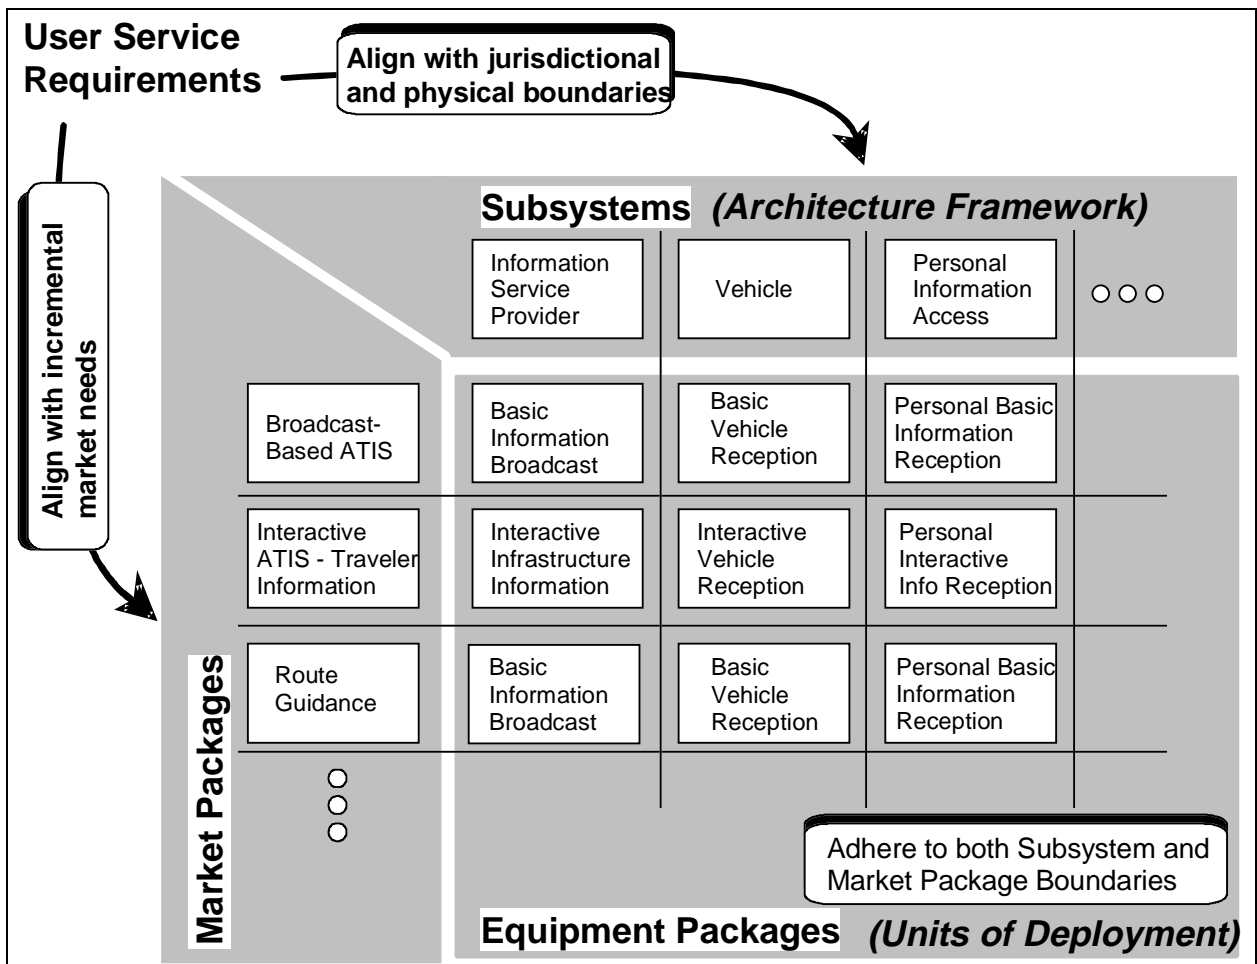 User Service
Requirements
Align with jurisdictional
and physical boundaries
Align with incremental
market needs
Subsystems (Architecture Framework)
Information
Service
Provider
Vehicle
Personal
Information
Access
Broadcast-
Based ATIS
Basic
Information
Broadcast
Basic
Vehicle
Reception
Personal Basic
Information
Reception
Interactive
ATIS - Traveler
Information
Interactive
Infrastructure
Information
Interactive
Vehicle
Reception
Personal
Interactive
Info Reception
Market Packages
Route
Guidance
Basic
Information
Broadcast
Basic
Vehicle
Reception
Personal Basic
Information
Reception
Adhere to both Subsystem and
Market Package Boundaries
Equipment Packages (Units of Deployment)